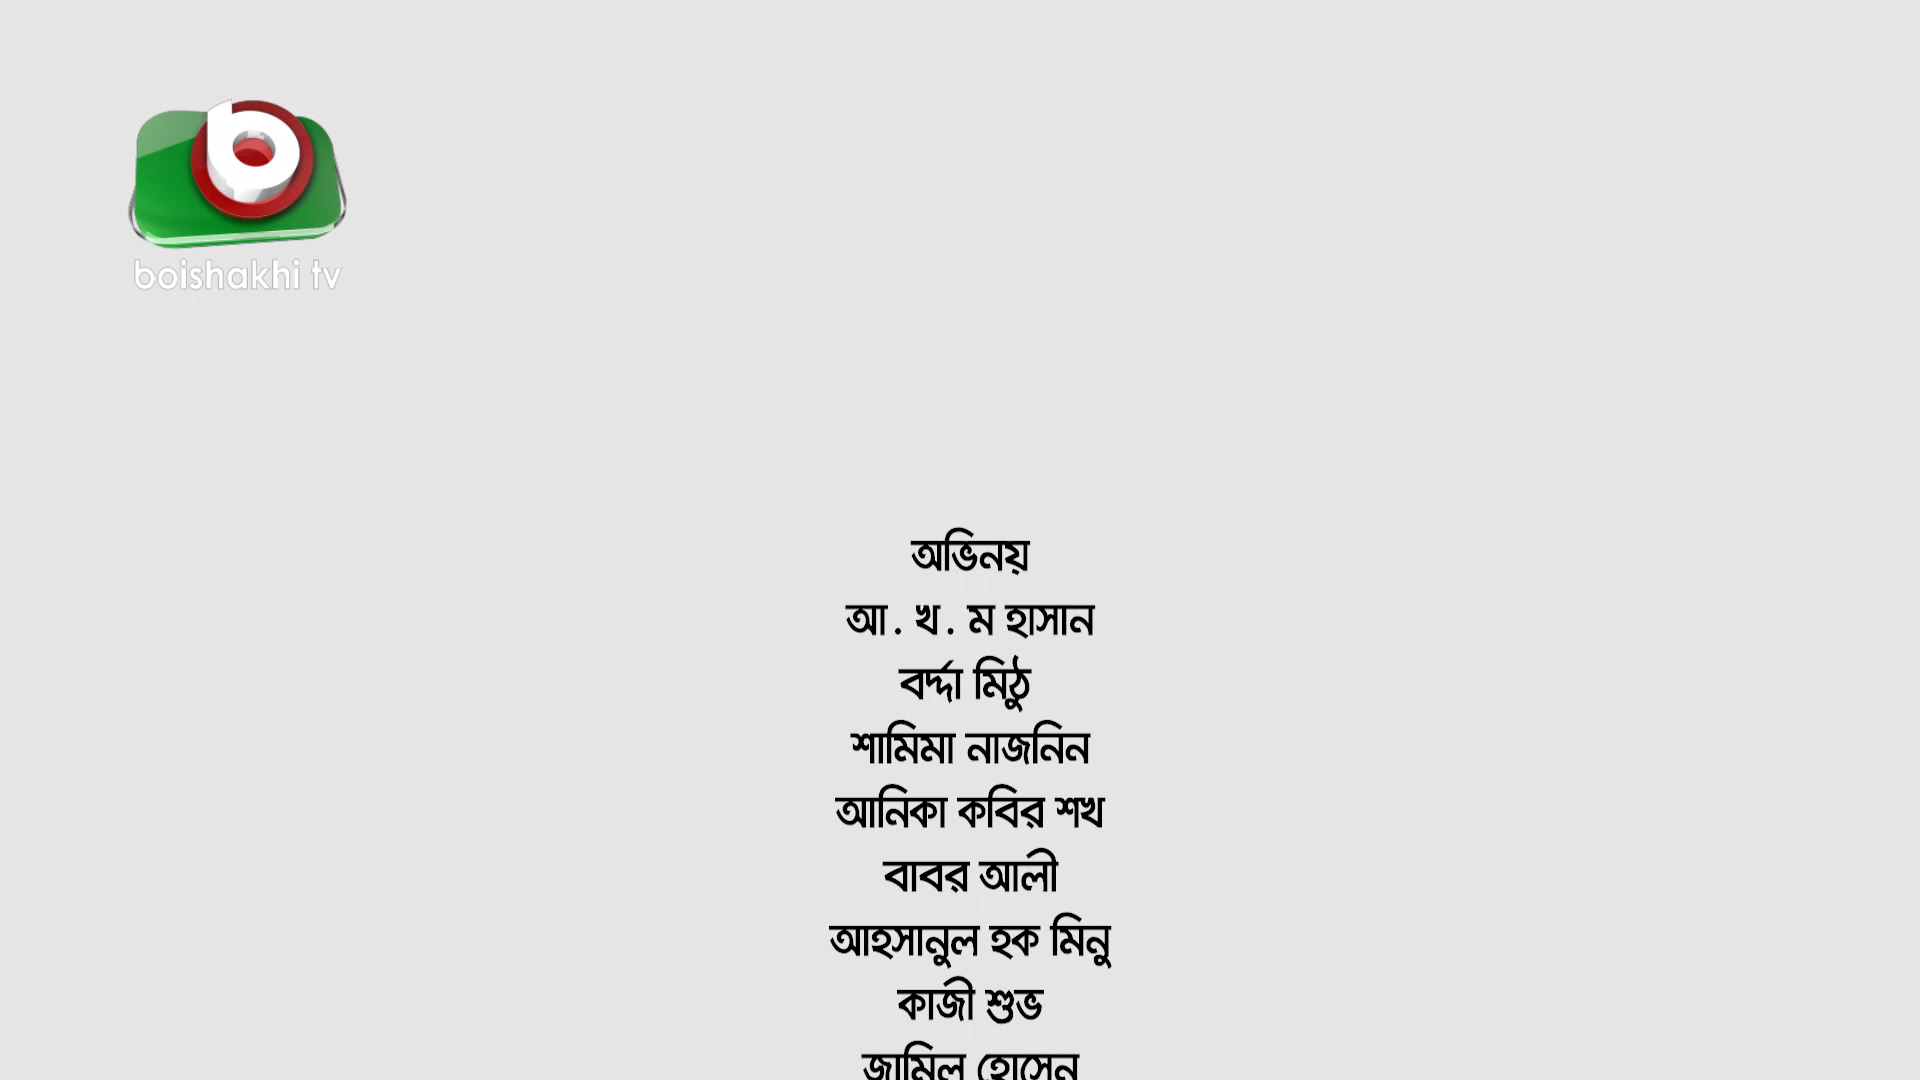 boishakhi tv
অভিনয়
আ . খ . ম হাসান
বর্দ্দা মিঠু
শামিমা নাজনিন
আনিকা কবির শখ
বাবর আলী
আহসানুল হক মিনু
কাজী শুভ
জামিল হোসেন